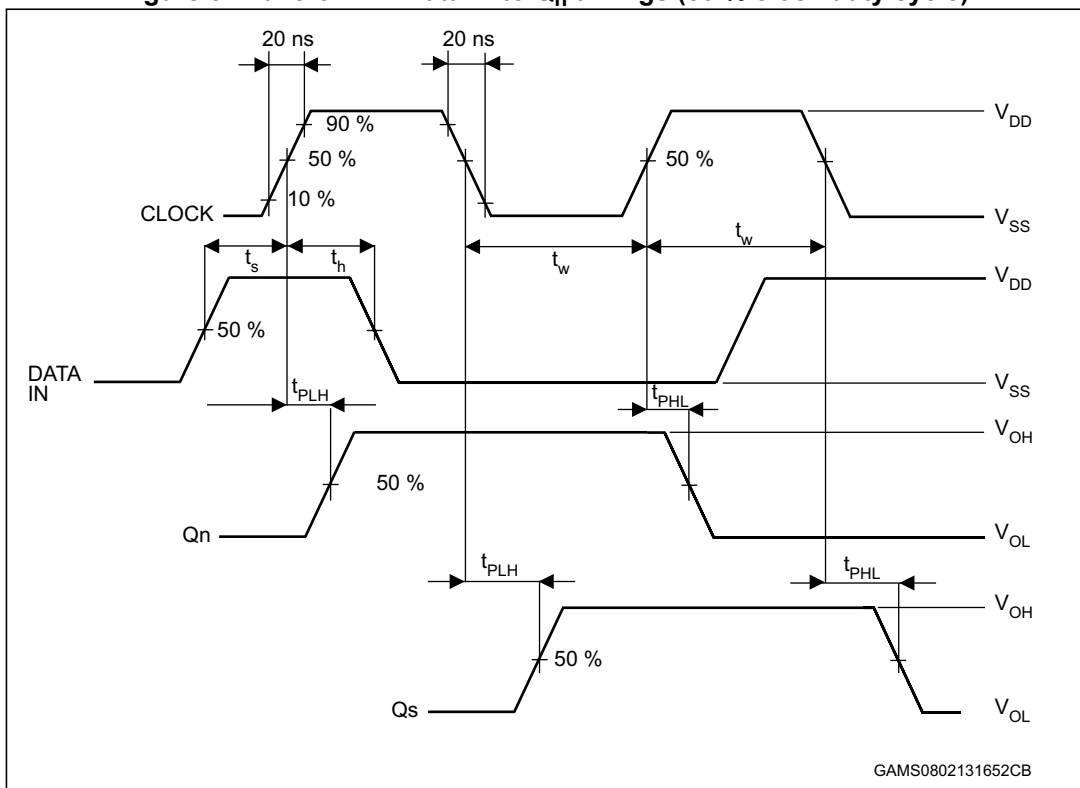 20 ns
20 ns
90 %
50 %
10 %
50 %
V_DD
CLOCK
V_SS
t_s
t_h
t_w
t_w
V_DD
50 %
DATA
IN
V_SS
t_PLH
t_PHL
V_OH
50 %
Qn
V_OL
t_PLH
t_PHL
V_OH
50 %
Qs
V_OL
GAMS0802131652CB